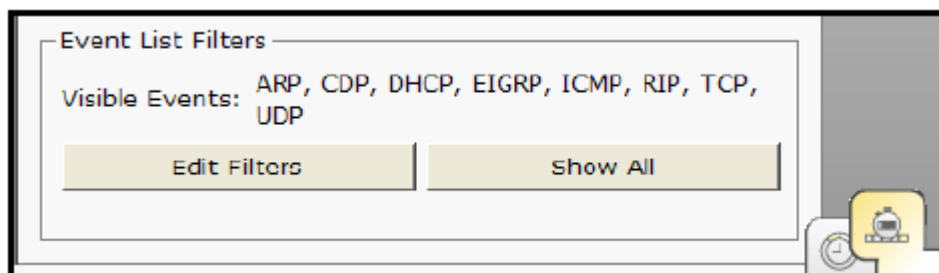 Event List Filters
Visible Events: ARP, CDP, DHCP, EIGRP, ICMP, RIP, TCP,
UDP
Edit Filters
Show All